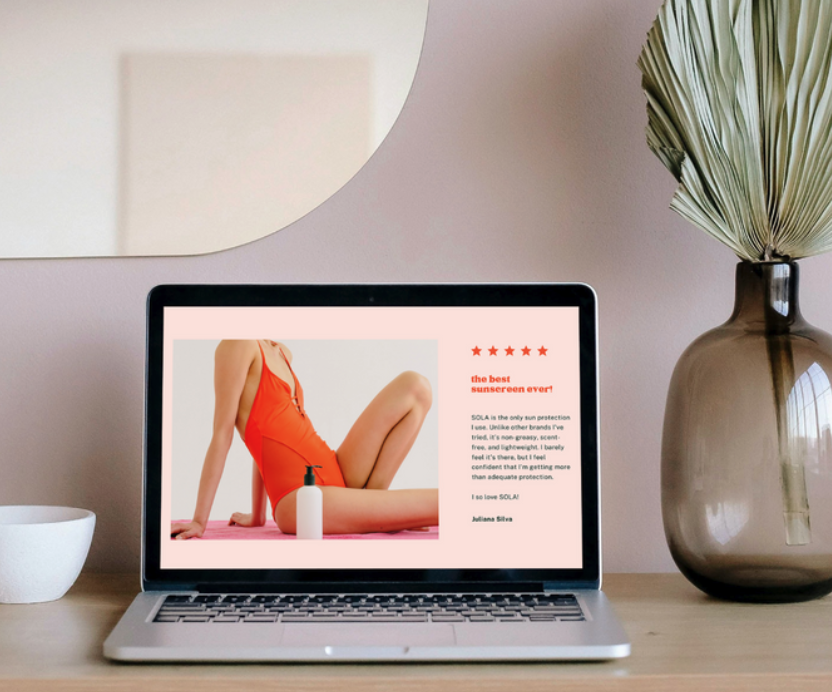 the best
sunscreen ever!
SOLA is the only sun protection
I use. Unlike other brands I've
tried, it's non-greasy, scent-
free, and lightweight. I barely
feel it's there, but I feel
confident that I'm getting more
than adequate protection.
I so love SOLA!
Juliana Silva